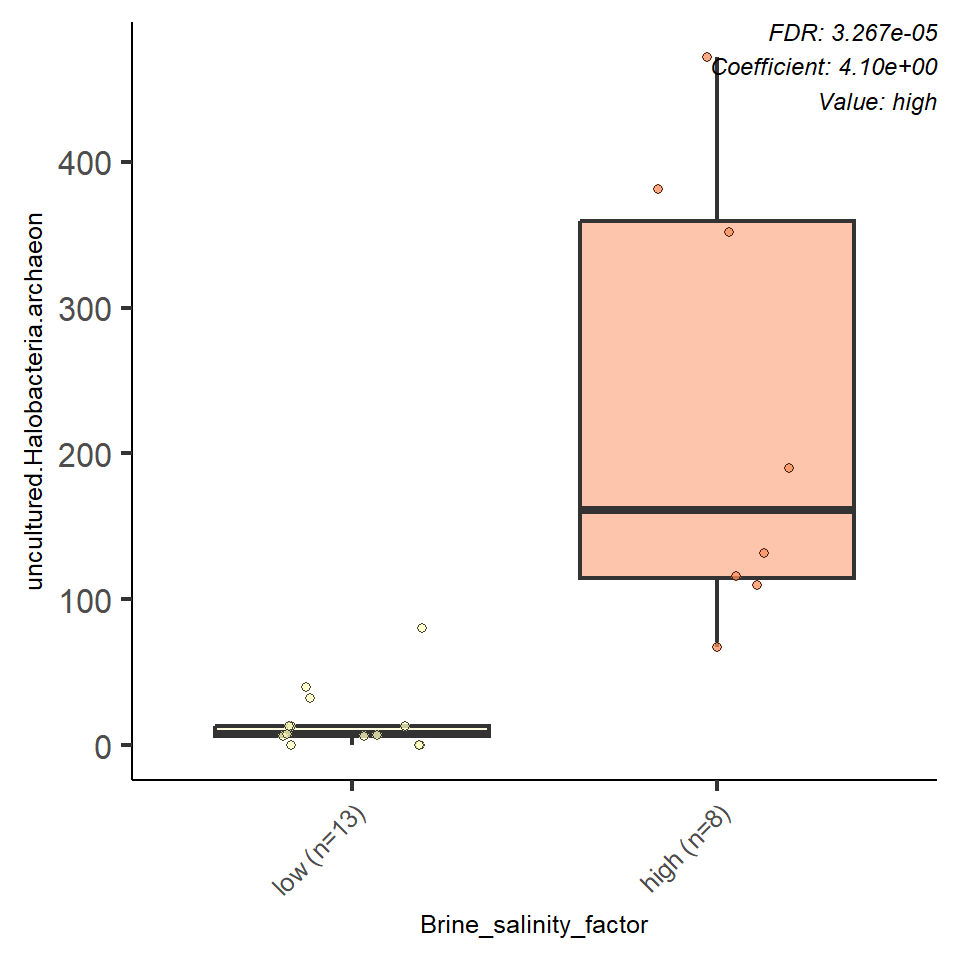 FDR: 3.267e-05
Coefficient: 4.10e+00
Value: high
uncultured.Halobacteria.archaeon
400
300
200
100
0
low (n=13)
high (n=8)
Brine_salinity_factor